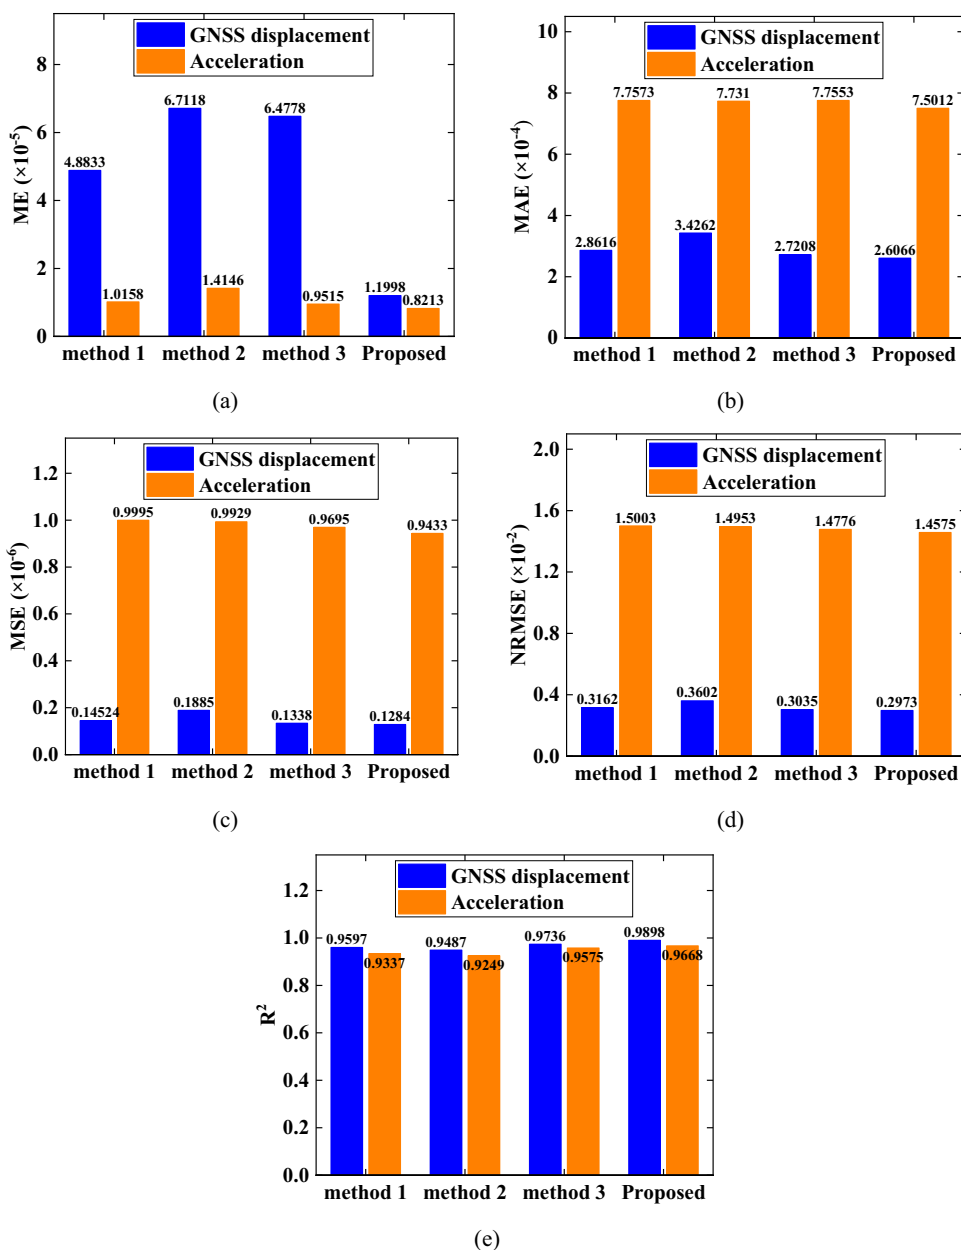 GNSS displacement
Acceleration
8
6
4
2
0
ME (×10⁻⁵)
4.8833
1.0158
6.7118
1.4146
6.4778
0.9515
1.1998
0.8213
method 1 method 2 method 3 Proposed
(a)
GNSS displacement
Acceleration
10
8
6
4
2
0
MAE (×10⁻⁴)
2.8616
7.7573
3.4262
7.731
2.7208
7.7553
2.6066
7.5012
method 1 method 2 method 3 Proposed
(b)
GNSS displacement
Acceleration
1.2
1.0
0.8
0.6
0.4
0.2
0.0
MSE (×10⁻⁶)
0.14524
0.9995
0.1885
0.9929
0.1338
0.9695
0.1284
0.9433
method 1 method 2 method 3 Proposed
(c)
GNSS displacement
Acceleration
2.0
1.6
1.2
0.8
0.4
0.0
NRMSE (×10⁻²)
0.3162
1.5003
0.3602
1.4953
0.3035
1.4776
0.2973
1.4575
method 1 method 2 method 3 Proposed
(d)
GNSS displacement
Acceleration
1.2
1.0
0.8
0.6
0.4
0.2
0.0
R²
0.9597
0.9337
0.9487
0.9249
0.9736
0.9575
0.9898
0.9668
method 1 method 2 method 3 Proposed
(e)